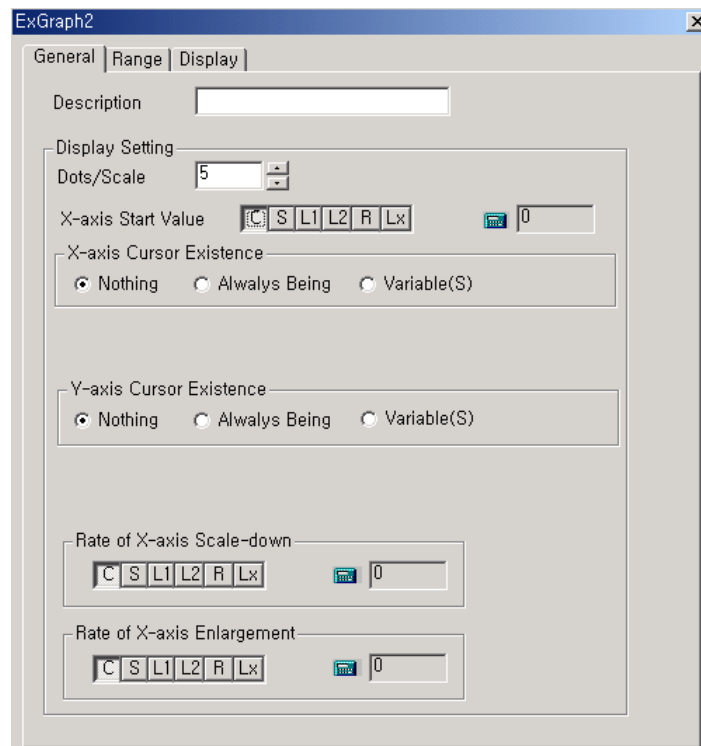 ExGraph2
General Range Display
Description
Display Setting
Dots/Scale 5
X-axis Start Value C S L1 L2 R Lx 0
X-axis Cursor Existence
Nothing Alwalys Being Variable(S)
Y-axis Cursor Existence
Nothing Alwalys Being Variable(S)
Rate of X-axis Scale-down
C S L1 L2 R Lx 0
Rate of X-axis Enlargement
C S L1 L2 R Lx 0